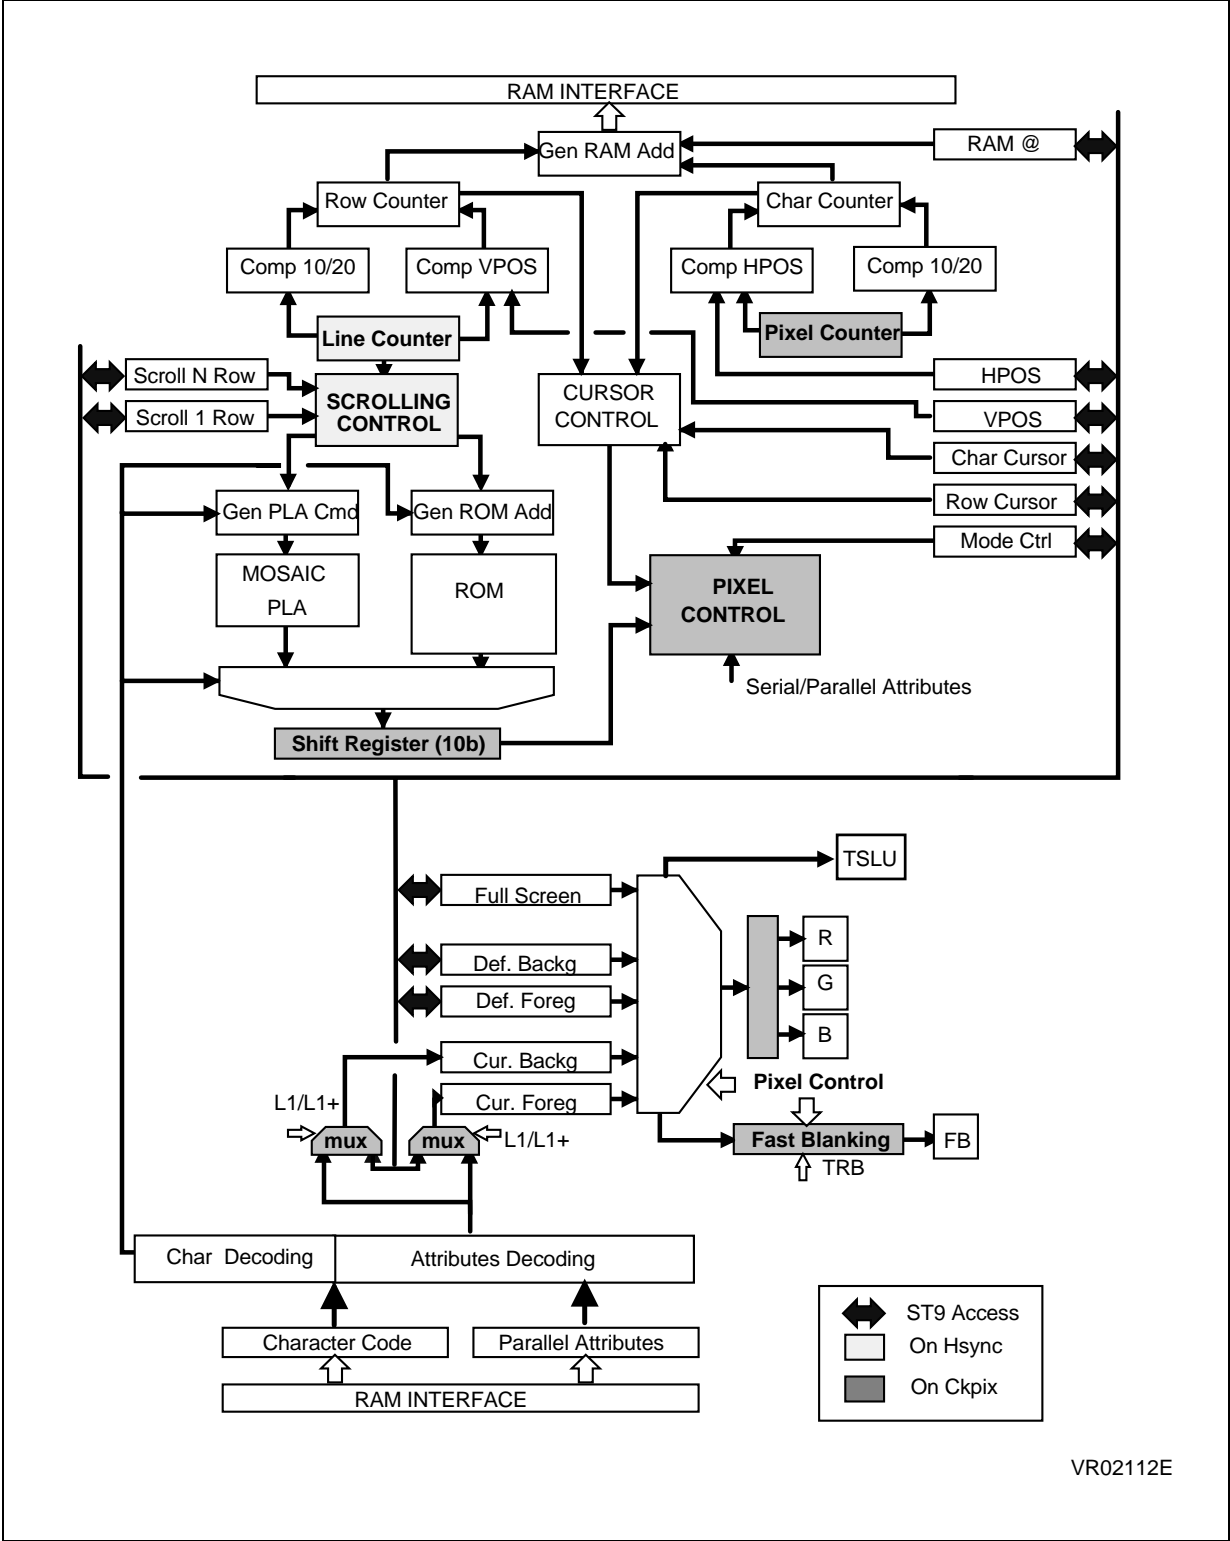 RAM INTERFACE
Gen RAM Add
RAM @
Row Counter
Char Counter
Comp 10/20
Comp VPOS
Comp HPOS
Comp 10/20
Line Counter
Pixel Counter
Scroll N Row
SCROLLING
CONTROL
CURSOR
CONTROL
HPOS
Scroll 1 Row
VPOS
Char Cursor
Gen PLA Cmd
Gen ROM Add
Row Cursor
Mode Ctrl
MOSAIC
PLA
ROM
PIXEL
CONTROL
Serial/Parallel Attributes
Shift Register (10b)
TSLU
Full Screen
R
Def. Backg
G
Def. Foreg
B
Cur. Backg
Pixel Control
L1/L1+
Cur. Foreg
mux
mux
L1/L1+
Fast Blanking
FB
TRB
Char Decoding
Attributes Decoding
Character Code
Parallel Attributes
RAM INTERFACE
ST9 Access
On Hsync
On Ckpix
VR02112E